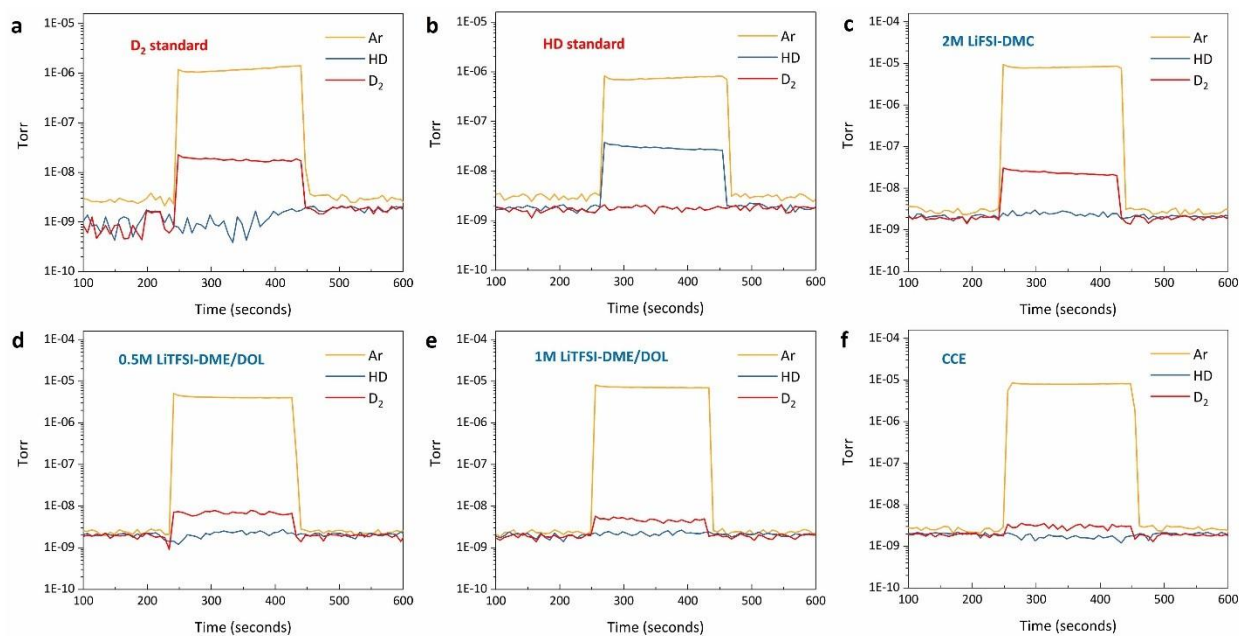 a
D₂ standard
Ar
HD
D₂
1E-05
1E-06
1E-07
1E-08
1E-09
1E-10
Torr
100 200 300 400 500 600
Time (seconds)
b
HD standard
Ar
HD
D₂
1E-05
1E-06
1E-07
1E-08
1E-09
1E-10
Torr
100 200 300 400 500 600
Time (seconds)
c
2M LiFSI-DMC
Ar
HD
D₂
1E-04
1E-05
1E-06
1E-07
1E-08
1E-09
1E-10
Torr
100 200 300 400 500 600
Time (seconds)
d
0.5M LiTFSI-DME/DOL
Ar
HD
D₂
1E-04
1E-05
1E-06
1E-07
1E-08
1E-09
1E-10
Torr
100 200 300 400 500 600
Time (seconds)
e
1M LiTFSI-DME/DOL
Ar
HD
D₂
1E-04
1E-05
1E-06
1E-07
1E-08
1E-09
1E-10
Torr
100 200 300 400 500 600
Time (seconds)
f
CCE
Ar
HD
D₂
1E-04
1E-05
1E-06
1E-07
1E-08
1E-09
1E-10
Torr
100 200 300 400 500 600
Time (seconds)